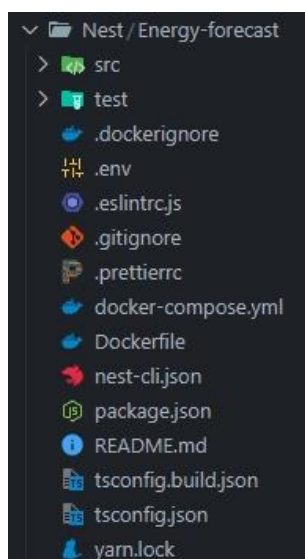 Nest/Energy-forecast
src
test
.dockerignore
.env
.eslintrc.js
.gitignore
.prettierrc
docker-compose.yml
Dockerfile
nest-cli.json
package.json
README.md
tsconfig.build.json
tsconfig.json
yarn.lock